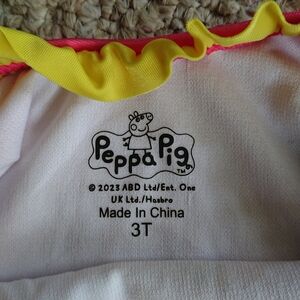 Peppa Pig
TM
© 2023 ABD Ltd/Ent. One
UK Ltd./Hasbro
Made In China
3T